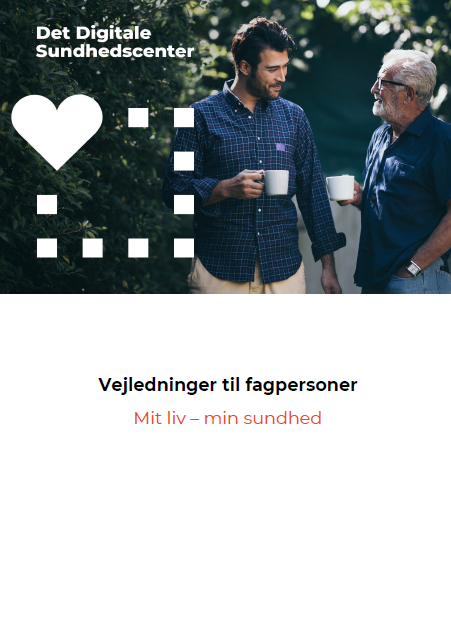 Det Digitale
Sundhedscenter
Vejledninger til fagpersoner
Mit liv – min sundhed